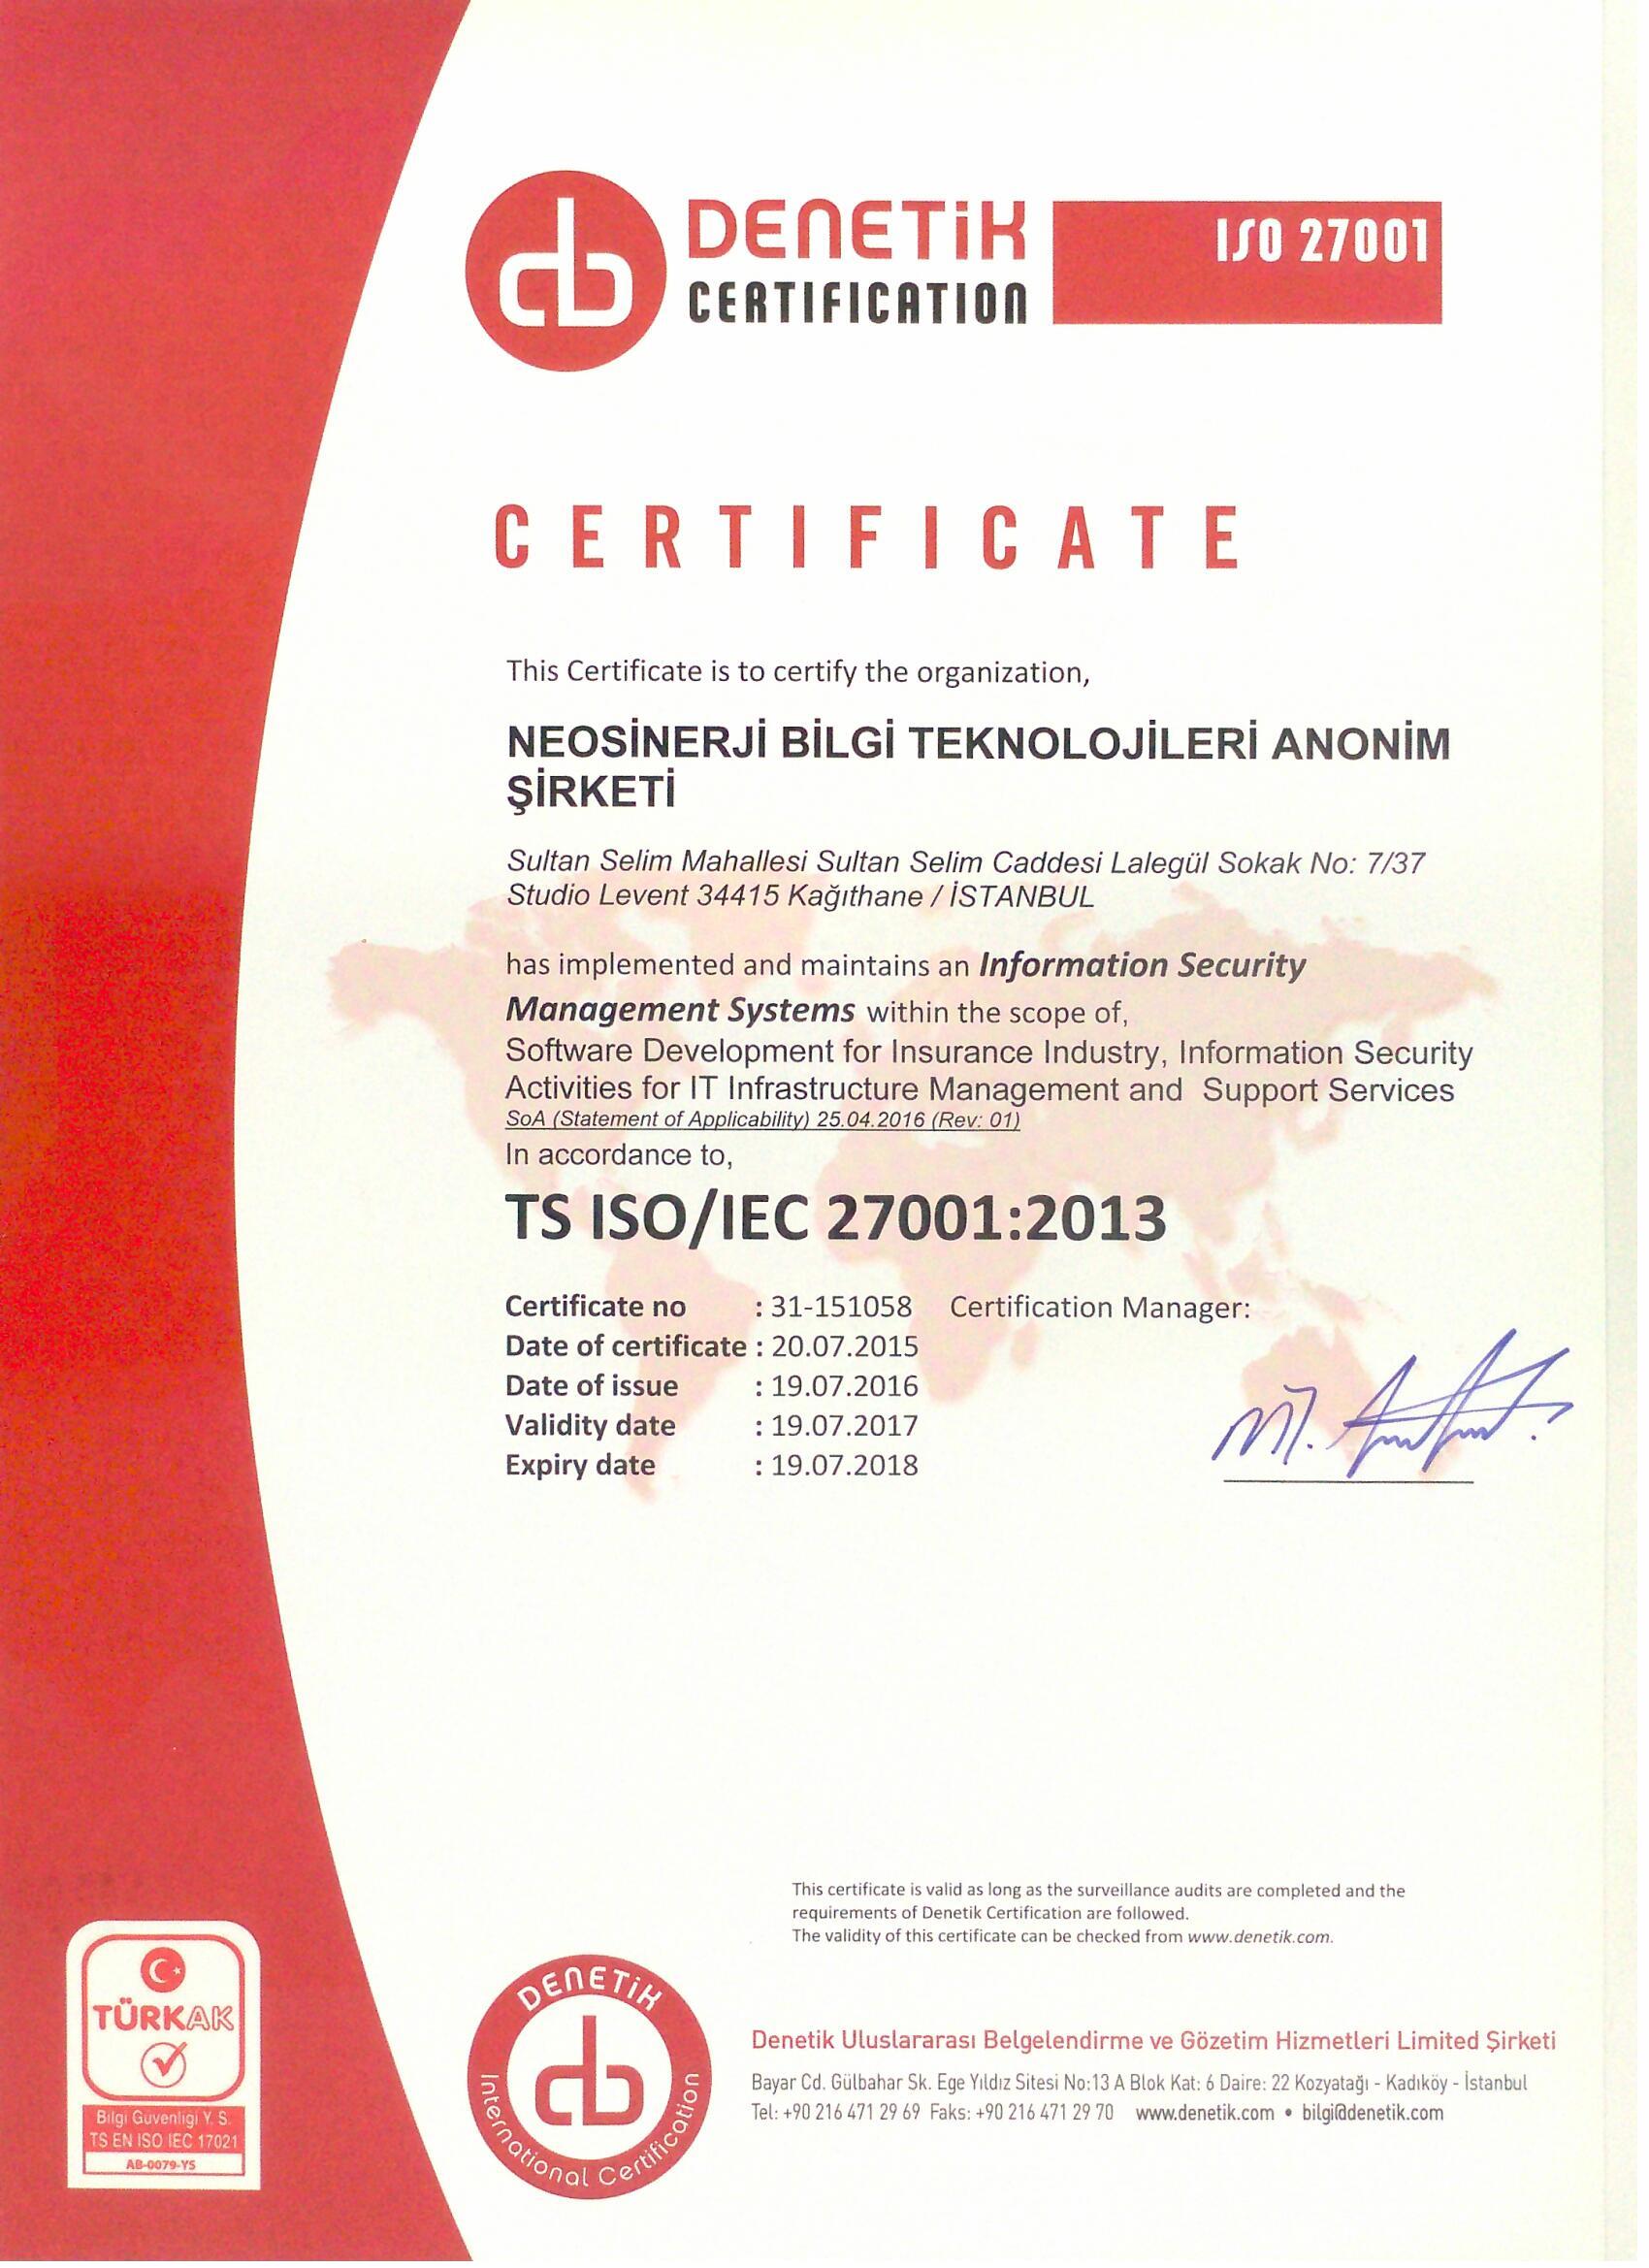 DENETiK
CERTIFICATION
ISO 27001
CERTIFICATE
This Certificate is to certify the organization,
NEOSİNERJİ BİLGİ TEKNOLOJİLERİ ANONİM
ŞİRKETİ
Sultan Selim Mahallesi Sultan Selim Caddesi Lalegül Sokak No: 7/37
Studio Levent 34415 Kağıthane / İSTANBUL
has implemented and maintains an Information Security
Management Systems within the scope of,
Software Development for Insurance Industry, Information Security
Activities for IT Infrastructure Management and Support Services
SoA (Statement of Applicability) 25.04.2016 (Rev: 01)
In accordance to,
TS ISO/IEC 27001:2013
Certificate no : 31-151058 Certification Manager:
Date of certificate : 20.07.2015
Date of issue : 19.07.2016
Validity date : 19.07.2017
Expiry date : 19.07.2018
This certificate is valid as long as the surveillance audits are completed and the
requirements of Denetik Certification are followed.
The validity of this certificate can be checked from www.denetik.com.
TÜRKAK
Bilgi Güvenligi Y. S.
TS EN ISO IEC 17021
AB-0079-YS
DENETiK
International Certification
Denetik Uluslararası Belgelendirme ve Gözetim Hizmetleri Limited Şirketi
Bayar Cd. Gülbahar Sk. Ege Yıldız Sitesi No:13 A Blok Kat: 6 Daire: 22 Kozyatağı - Kadıköy - İstanbul
Tel: +90 216 471 29 69 Faks: +90 216 471 29 70 www.denetik.com • bilgi@denetik.com